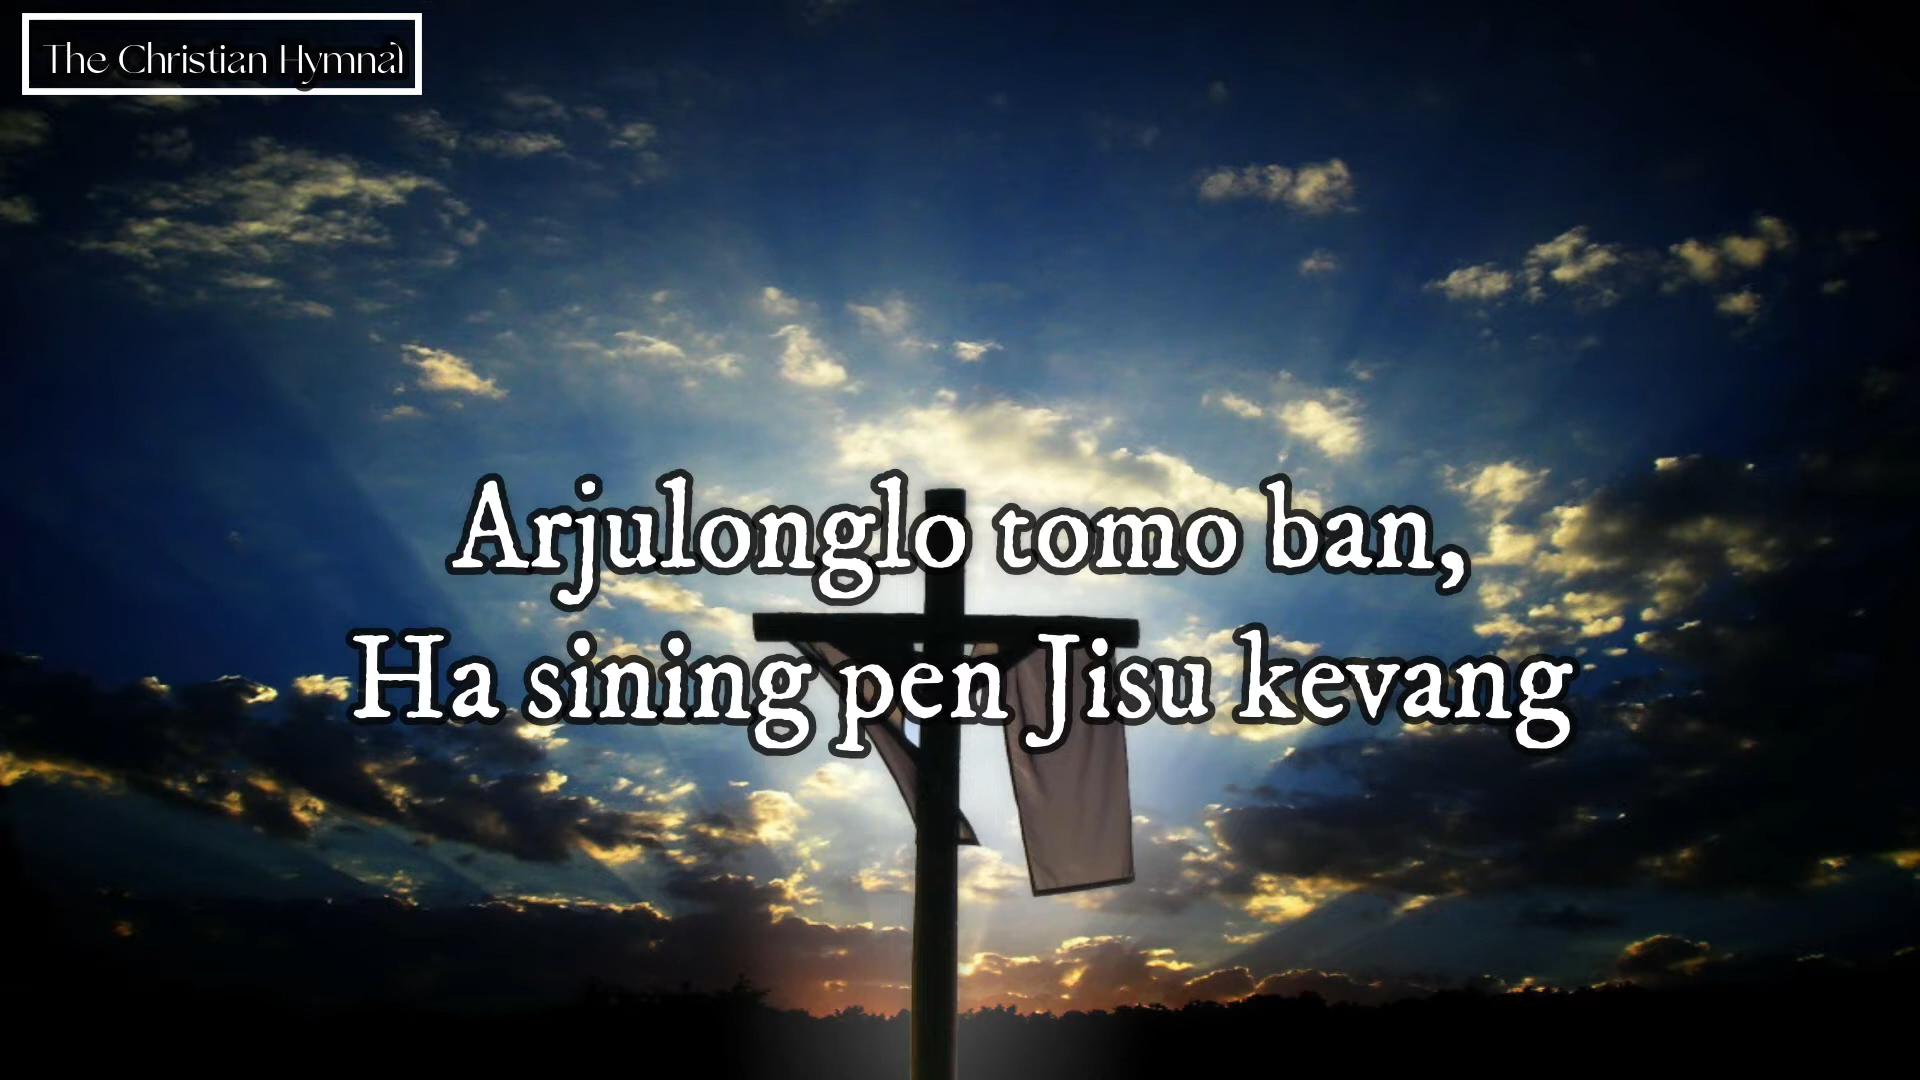 The Christian Hymnal
Arjulonglo tomo ban,
Ha sining pen Jisu kevang